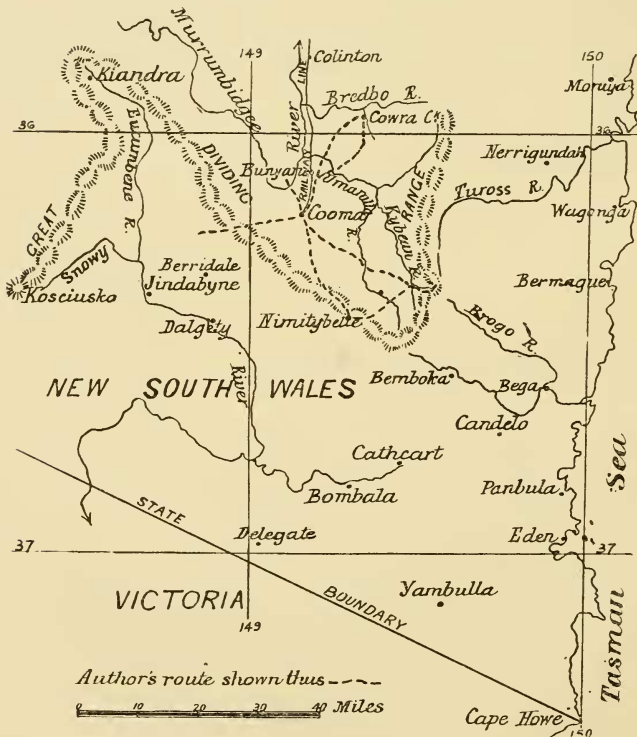 149
150
Colinton
Murrumbidgee
Kiandra
LINE
Bredbo R.
Moruya
Cowra Ck.
36
36
River
Nerrigundah
Eucumbene R.
DIVIDING
Bunyan
RAILWAY
RANGE
Tuross R.
Wagonga
GREAT
Cooma
Kybean R.
Snowy
Kosciusko
Berridale
Jindabyne
Bermague
Dalgety
Nimitybelle
Brogo R.
River
NEW SOUTH WALES
Bemboka
Bega
Candelo
Cathcart
Bombala
Panbula
Sea
STATE
Delegate
Eden
37
37
VICTORIA
BOUNDARY
Yambulla
Tasman
149
Author's route shown thus
0 10 20 30 40 Miles
Cape Howe
150